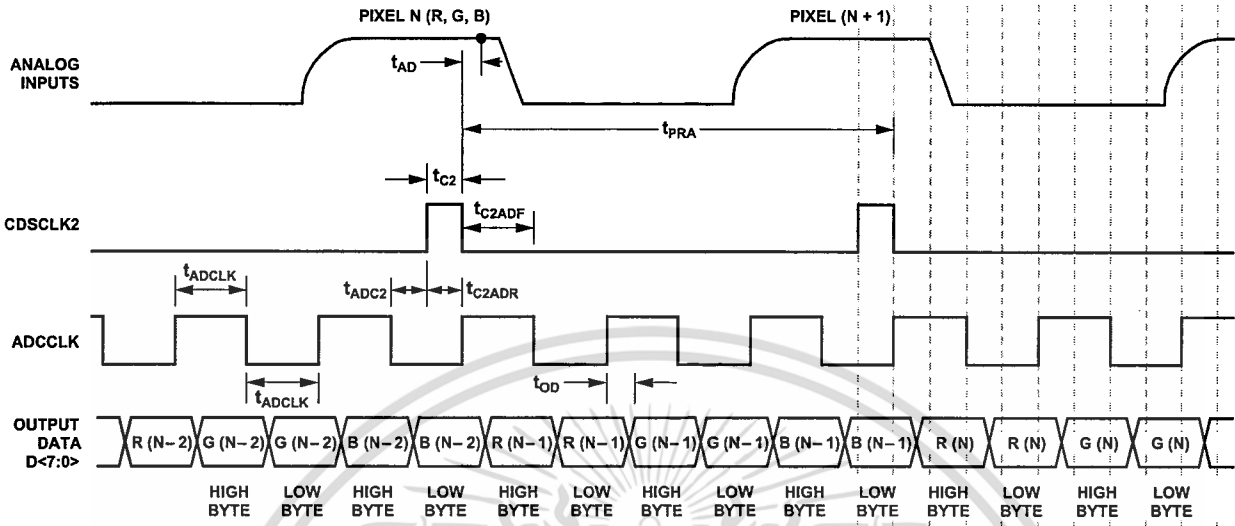 PIXEL N (R, G, B) PIXEL (N + 1)
ANALOG
INPUTS
tAD
tPRA
tC2
CDSCLK2
tC2ADF
tADCLK tADC2 tC2ADR
ADCCLK
tADCLK tOD
OUTPUT
DATA
D<7:0>
R (N–2) G (N–2) G (N–2) B (N–2) B (N–2) R (N–1) R (N–1) G (N–1) G (N–1) B (N–1) B (N–1) R (N) R (N) G (N) G (N)
HIGH BYTE LOW BYTE HIGH BYTE LOW BYTE HIGH BYTE LOW BYTE HIGH BYTE LOW BYTE HIGH BYTE LOW BYTE HIGH BYTE LOW BYTE HIGH BYTE LOW BYTE